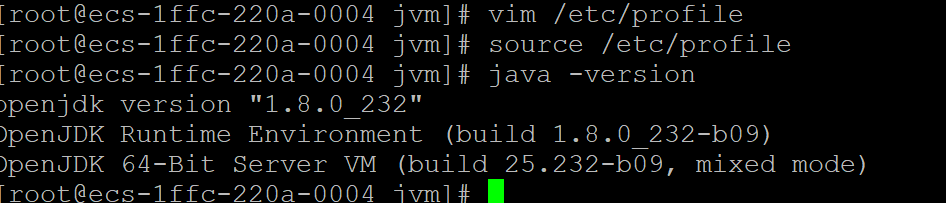 [root@ecs-1ffc-220a-0004 jvm]# vim /etc/profile
[root@ecs-1ffc-220a-0004 jvm]# source /etc/profile
[root@ecs-1ffc-220a-0004 jvm]# java -version
openjdk version "1.8.0_232"
OpenJDK Runtime Environment (build 1.8.0_232-b09)
OpenJDK 64-Bit Server VM (build 25.232-b09, mixed mode)
[root@ecs-1ffc-220a-0004 jvm]#